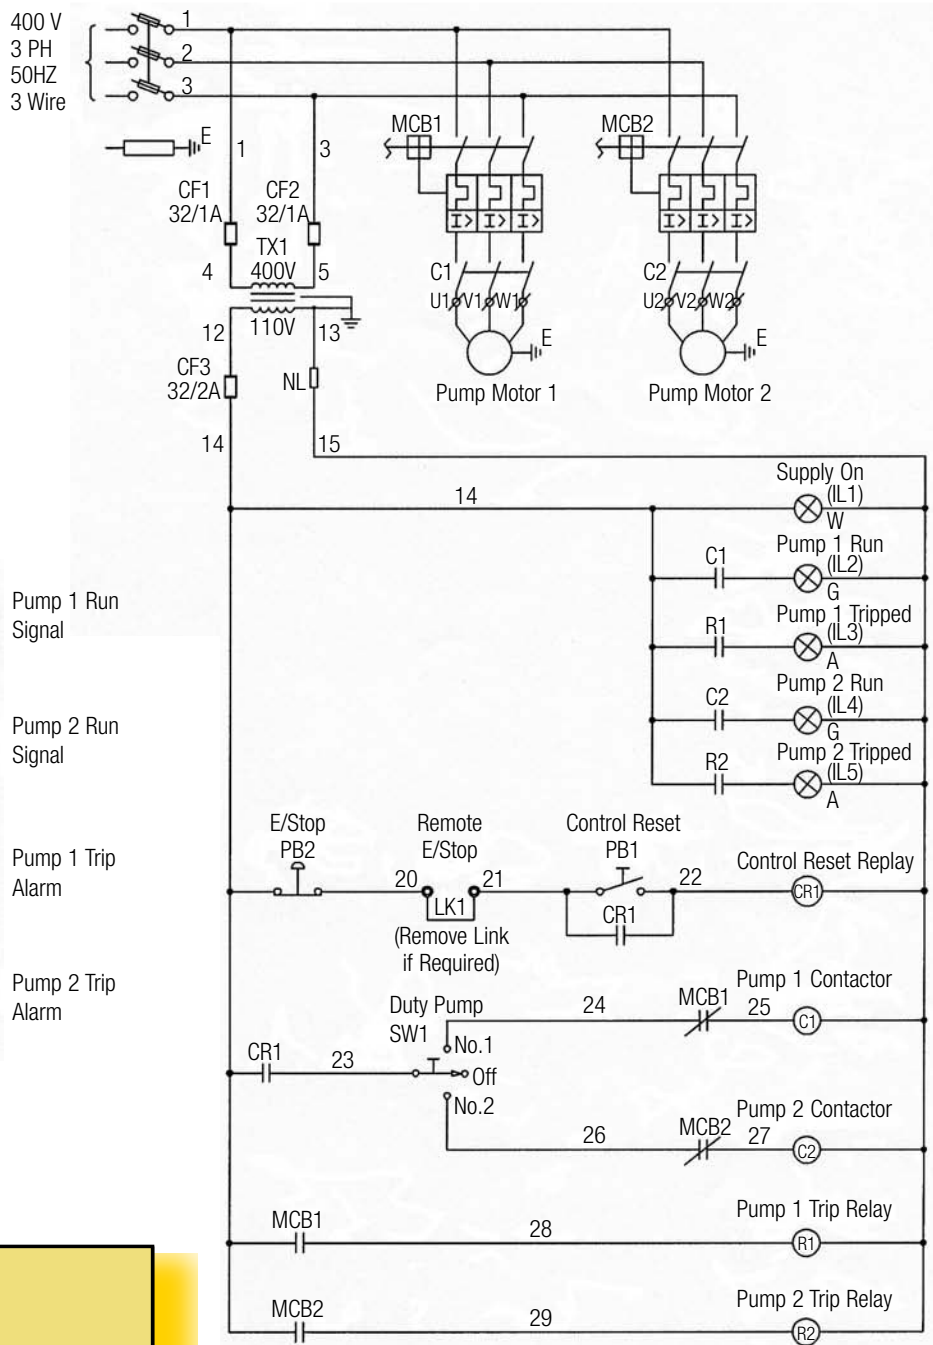 400 V
3 PH
50HZ
3 Wire
1
2
3
E
1
3
MCB1
MCB2
CF1
32/1A
CF2
32/1A
TX1
400V
4
5
I> I> I>
I> I> I>
C1
C2
U1 V1 W1
U2 V2 W2
12
110V
13
E
E
CF3
32/2A
NL
Pump Motor 1
Pump Motor 2
14
15
14
Supply On
(IL1)
W
Pump 1 Run
C1
(IL2)
G
Pump 1 Run
Signal
Pump 1 Tripped
R1
(IL3)
A
Pump 2 Run
C2
(IL4)
G
Pump 2 Run
Signal
Pump 2 Tripped
R2
(IL5)
A
E/Stop
PB2
Remote
E/Stop
Control Reset
PB1
Control Reset Replay
Pump 1 Trip
Alarm
20
21
22
CR1
LK1
CR1
(Remove Link
if Required)
Pump 2 Trip
Alarm
Pump 1 Contactor
Duty Pump
SW1
24
MCB1
25
C1
No.1
CR1
23
Off
No.2
Pump 2 Contactor
26
MCB2
27
C2
Pump 1 Trip Relay
MCB1
28
R1
Pump 2 Trip Relay
MCB2
29
R2